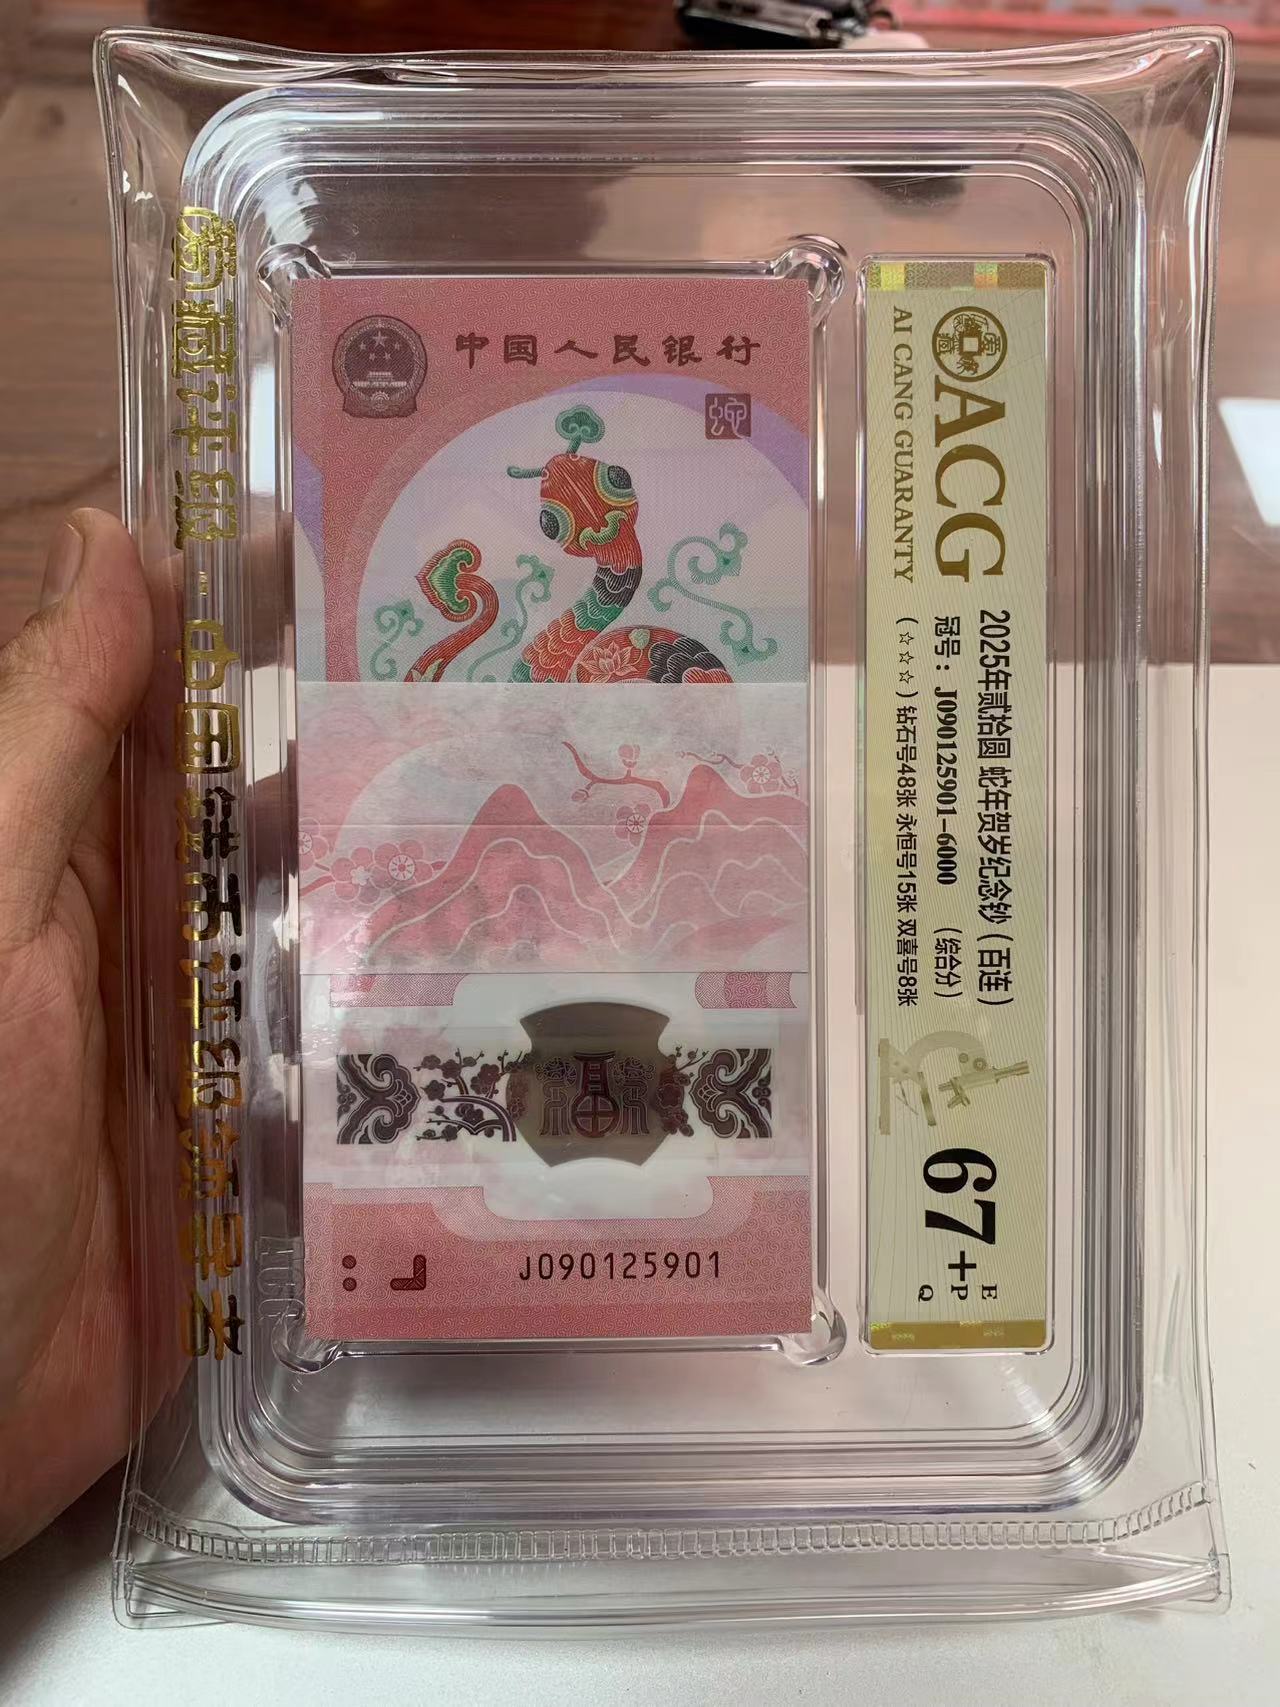 爱藏评级-中国钱币评级领导者
中国人民银行
蛇
J090125901
ACG
AI CANG GUARANTY
2025年贰拾圆 蛇年贺岁纪念钞（百连）
冠号：J090125901-6000 （综合分）
(☆☆☆) 钻石号48张 永恒号15张 双喜号8张
67+
E
P
Q
ACG